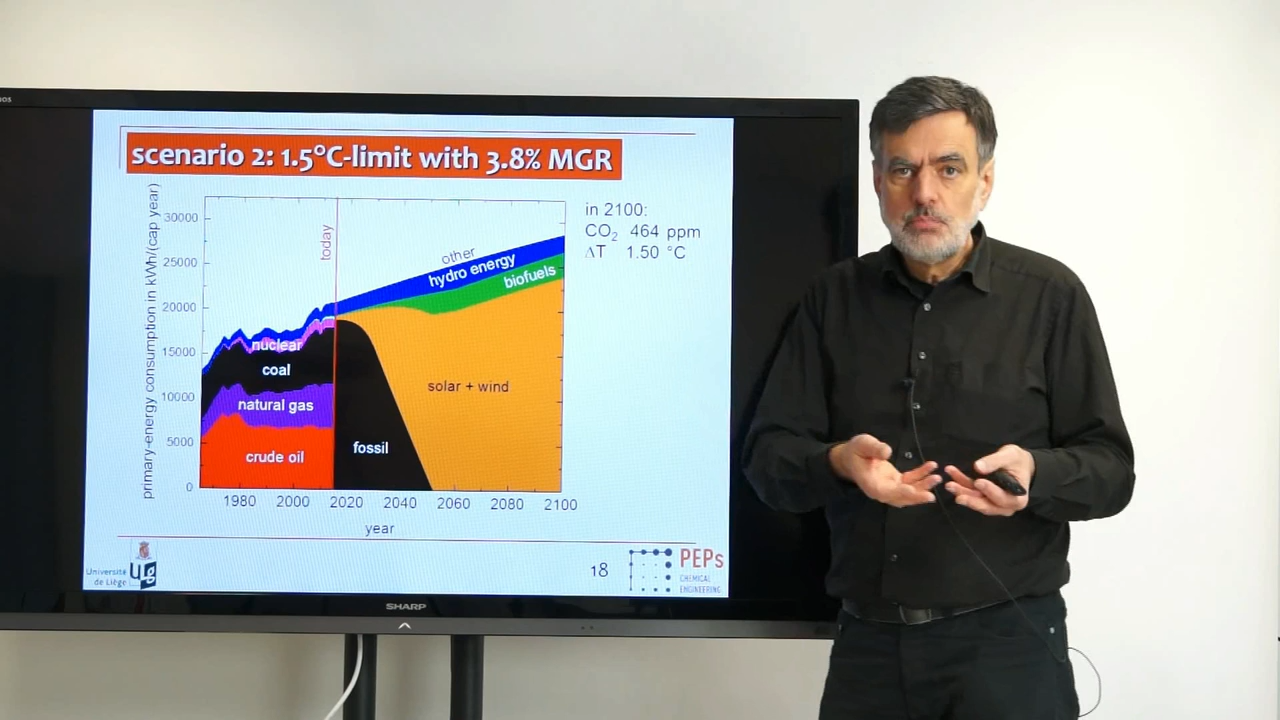 scenario 2: 1.5°C-limit with 3.8% MGR
primary-energy consumption in kWh/(cap year)
30000
25000
20000
15000
10000
5000
0
today
other
hydro energy
biofuels
nuclear
coal
natural gas
crude oil
solar + wind
fossil
1980 2000 2020 2040 2060 2080 2100
year
in 2100:
CO₂ 464 ppm
ΔT 1.50 °C
Université
de Liège
18
PEPs
CHEMICAL
ENGINEERING
SHARP